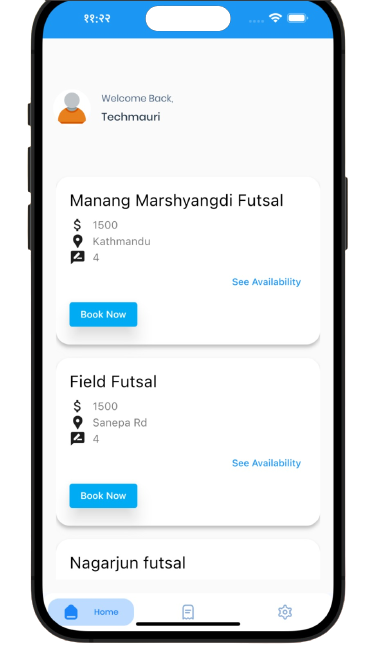 ११:२२
Welcome Back,
Techmauri
Manang Marshyangdi Futsal
1500
Kathmandu
4
See Availability
Book Now
Field Futsal
1500
Sanepa Rd
4
See Availability
Book Now
Nagarjun futsal
Home